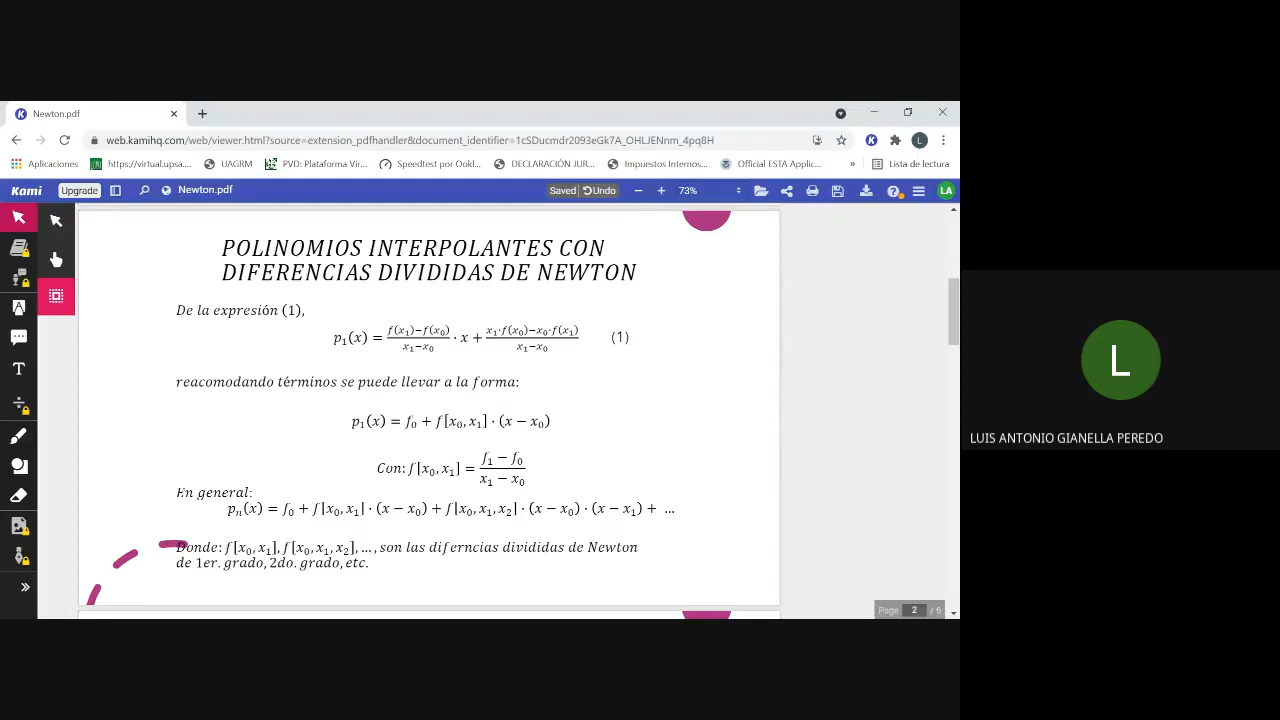 Newton.pdf
web.kamihq.com/web/viewer.html?source=extension_pdfhandler&document_identifier=1cSDucmdr2093eGk7A_OHLJENnm_4pq8H
L
Aplicaciones https://virtual.upsa.... UAGRM PVD: Plataforma Vir... Speedtest por Ookl... DECLARACIÓN JUR... Impuestos Internos... Official ESTA Applic... » Lista de lectura
Kami Upgrade Newton.pdf Saved Undo 73% LA
POLINOMIOS INTERPOLANTES CON
DIFERENCIAS DIVIDIDAS DE NEWTON
De la expresión (1),
p₁(x) = (f(x₁)−f(x₀))/(x₁−x₀) · x + (x₁·f(x₀)−x₀·f(x₁))/(x₁−x₀) (1)
reacomodando términos se puede llevar a la forma:
p₁(x) = f₀ + f[x₀, x₁] · (x − x₀)
Con: f[x₀, x₁] = (f₁ − f₀)/(x₁ − x₀)
En general:
pₙ(x) = f₀ + f[x₀, x₁] · (x − x₀) + f[x₀, x₁, x₂] · (x − x₀) · (x − x₁) + ...
Donde: f[x₀, x₁], f[x₀, x₁, x₂], ... , son las diferncias divididas de Newton
de 1er. grado, 2do. grado, etc.
Page 2 / 6
L
LUIS ANTONIO GIANELLA PEREDO